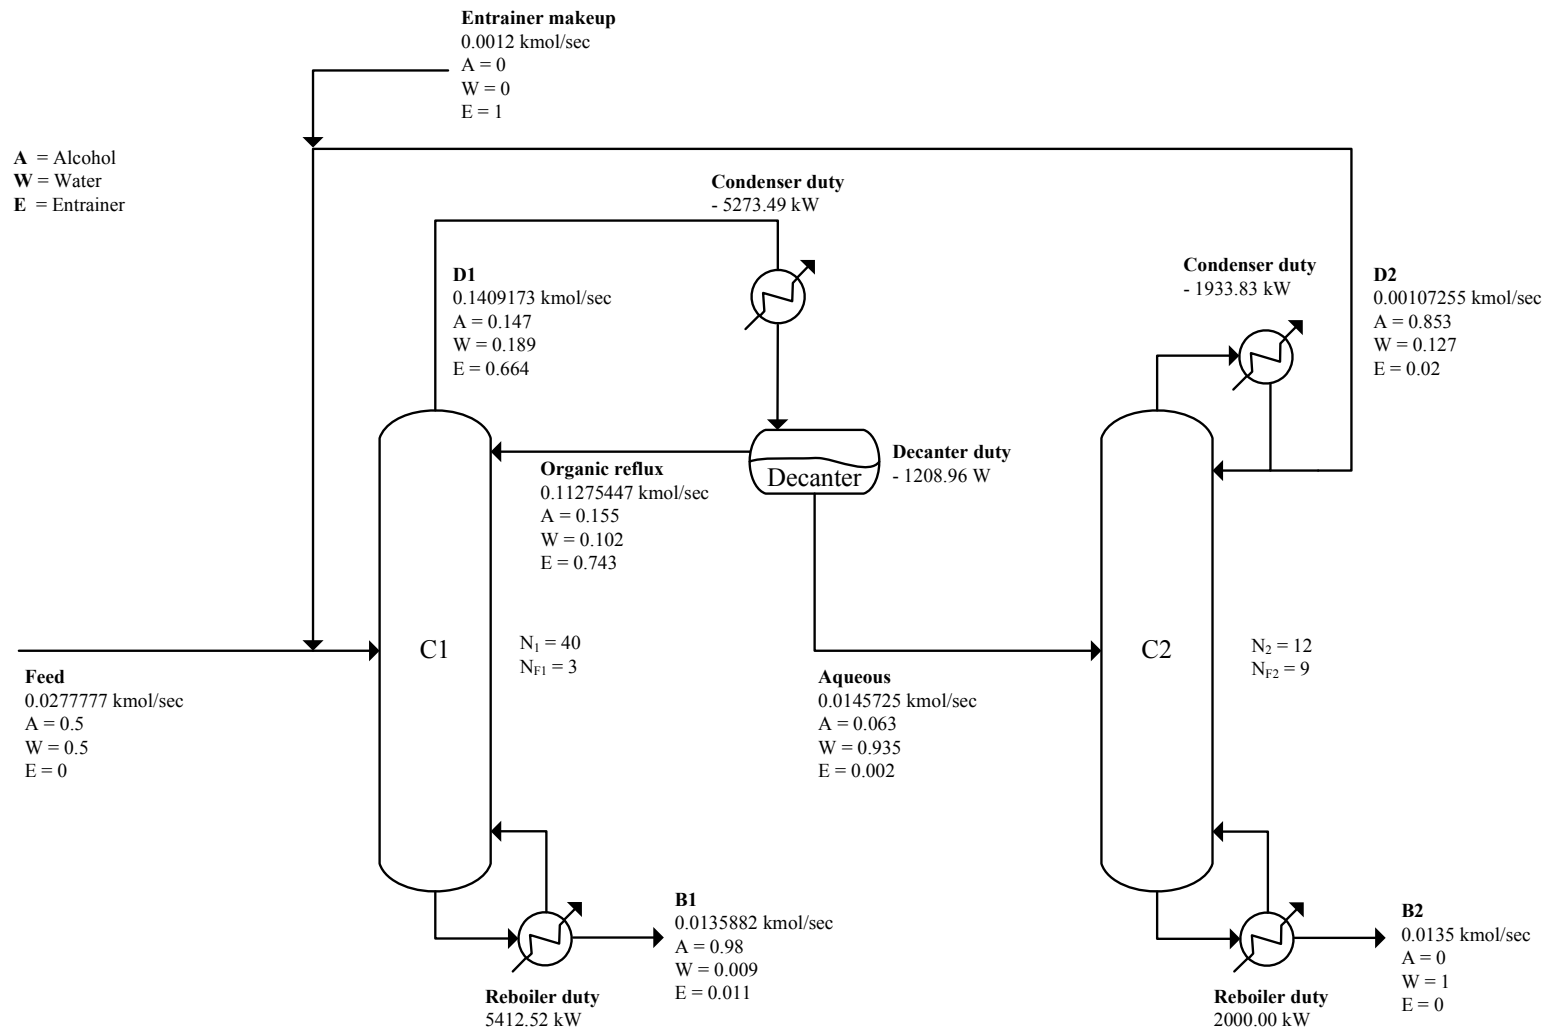 Entrainer makeup
0.0012 kmol/sec
A = 0
W = 0
E = 1
A = Alcohol
W = Water
E = Entrainer
Condenser duty
- 5273.49 kW
D1
0.1409173 kmol/sec
A = 0.147
W = 0.189
E = 0.664
Condenser duty
- 1933.83 kW
D2
0.00107255 kmol/sec
A = 0.853
W = 0.127
E = 0.02
Decanter
Decanter duty
- 1208.96 W
Organic reflux
0.11275447 kmol/sec
A = 0.155
W = 0.102
E = 0.743
C1
N1 = 40
NF1 = 3
C2
N2 = 12
NF2 = 9
Feed
0.0277777 kmol/sec
A = 0.5
W = 0.5
E = 0
Aqueous
0.0145725 kmol/sec
A = 0.063
W = 0.935
E = 0.002
B1
0.0135882 kmol/sec
A = 0.98
W = 0.009
E = 0.011
Reboiler duty
5412.52 kW
B2
0.0135 kmol/sec
A = 0
W = 1
E = 0
Reboiler duty
2000.00 kW